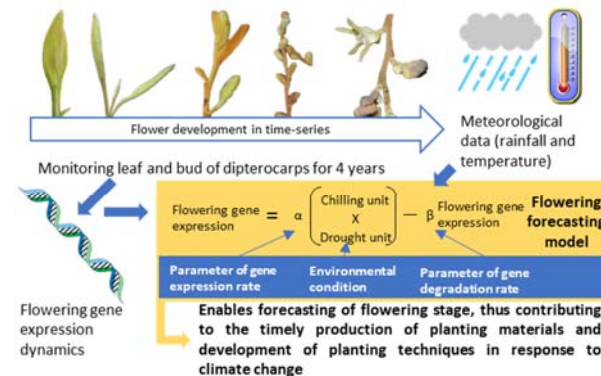 Flower development in time-series
Meteorological
data (rainfall and
temperature)
Monitoring leaf and bud of dipterocarps for 4 years
Flowering gene
expression
= α
Chilling unit
X
Drought unit
— β
Flowering gene
expression
Flowering
forecasting
model
Parameter of gene
expression rate
Environmental
condition
Parameter of gene
degradation rate
Flowering gene
expression
dynamics
Enables forecasting of flowering stage, thus contributing
to the timely production of planting materials and
development of planting techniques in response to
climate change